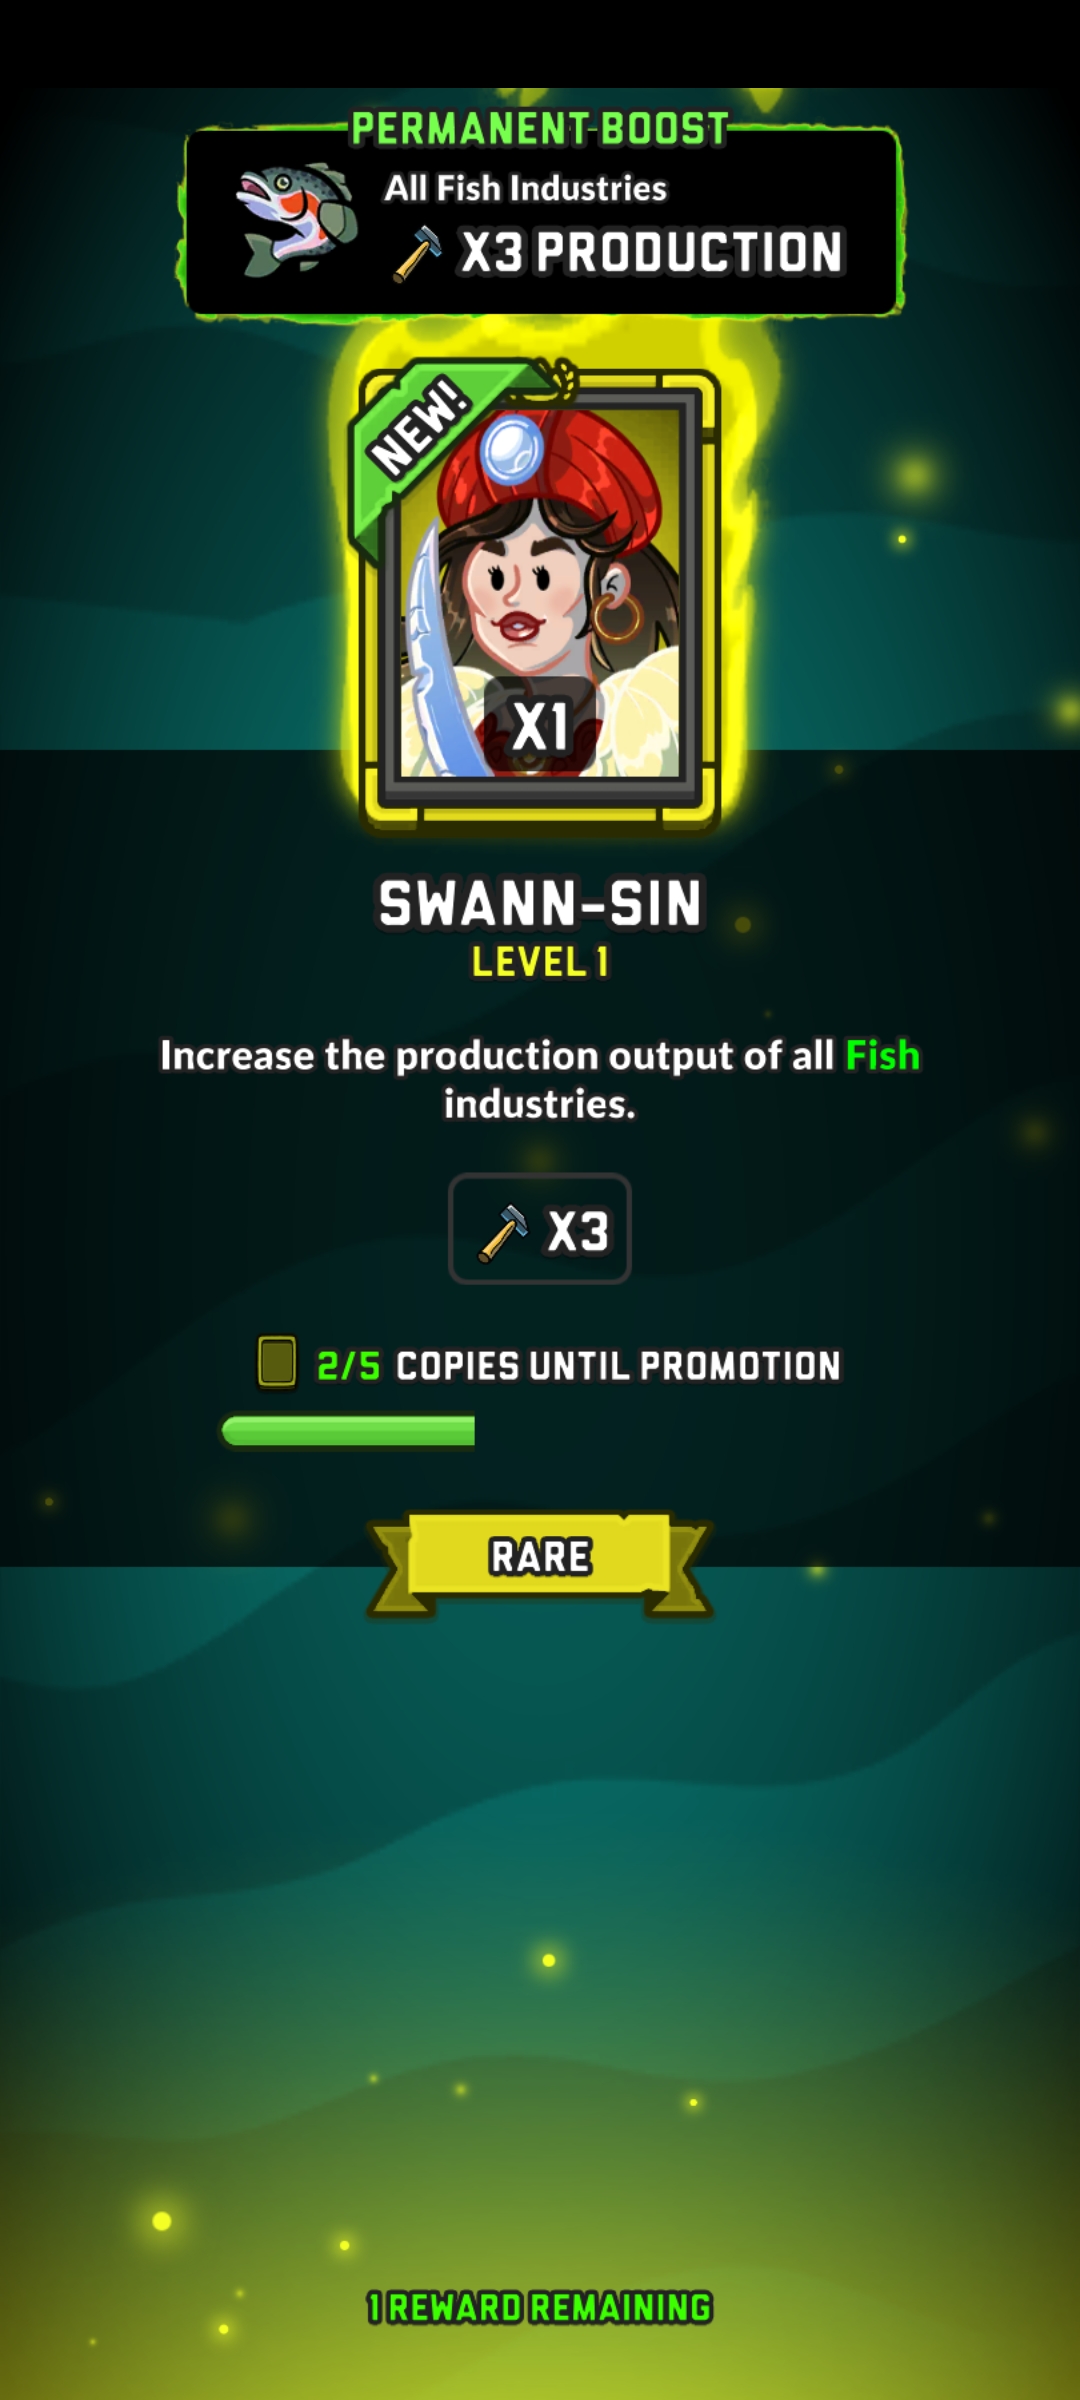 PERMANENT BOOST
All Fish Industries
X3 PRODUCTION
NEW!
X1
SWANN-SIN
LEVEL 1
Increase the production output of all Fish
industries.
X3
2/5 COPIES UNTIL PROMOTION
RARE
1 REWARD REMAINING